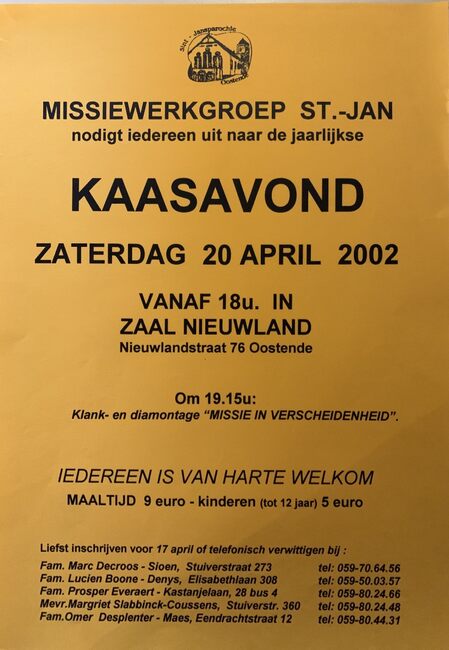 Sint - Jansparochie
Oostende
MISSIEWERKGROEP ST.-JAN
nodigt iedereen uit naar de jaarlijkse
KAASAVOND
ZATERDAG 20 APRIL 2002
VANAF 18u. IN
ZAAL NIEUWLAND
Nieuwlandstraat 76 Oostende
Om 19.15u:
Klank- en diamontage “MISSIE IN VERSCHEIDENHEID”.
IEDEREEN IS VAN HARTE WELKOM
MAALTIJD 9 euro - kinderen (tot 12 jaar) 5 euro
Liefst inschrijven voor 17 april of telefonisch verwittigen bij :
Fam. Marc Decroos - Sioen, Stuiverstraat 273 tel: 059-70.64.56
Fam. Lucien Boone - Denys, Elisabethlaan 308 tel: 059-50.03.57
Fam. Prosper Everaert - Kastanjelaan, 28 bus 4 tel: 059-80.24.66
Mevr.Margriet Slabbinck-Coussens, Stuiverstr. 360 tel: 059-80.24.48
Fam.Omer Desplenter - Maes, Eendrachtstraat 12 tel: 059-80.44.31